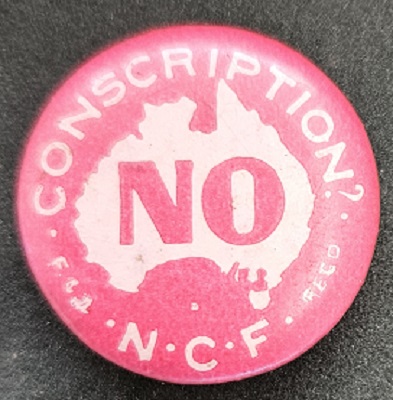 CONSCRIPTION?
NO
· N · C · F ·